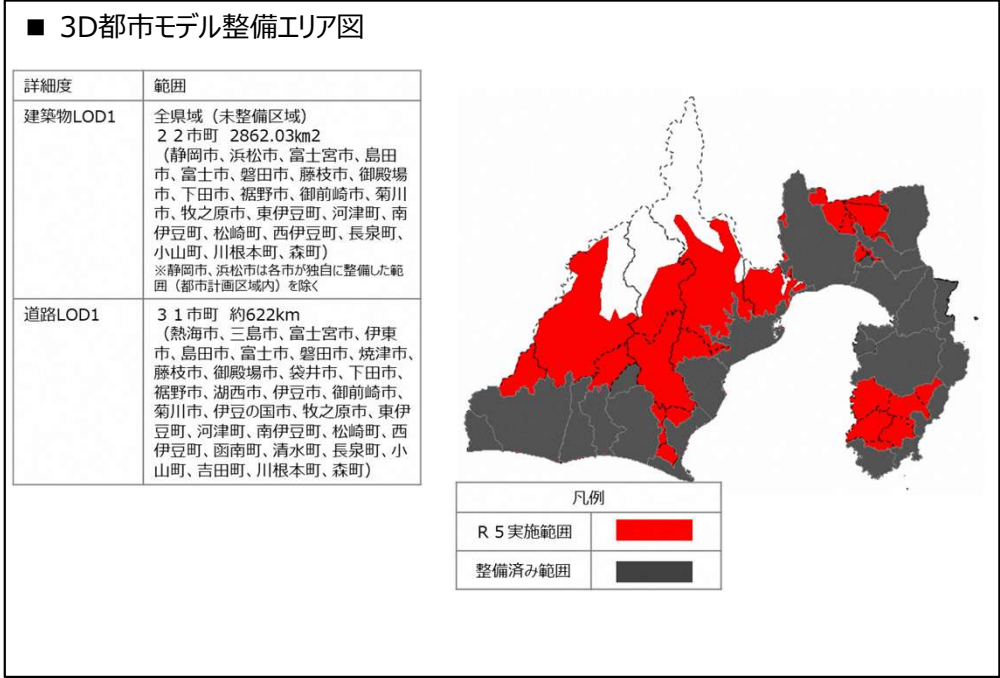 ■ 3D都市モデル整備エリア図
詳細度
範囲
建築物LOD1
全県域（未整備区域）
２２市町 2862.03km2
（静岡市、浜松市、富士宮市、島田
市、富士市、磐田市、藤枝市、御殿場
市、下田市、裾野市、御前崎市、菊川
市、牧之原市、東伊豆町、河津町、南
伊豆町、松崎町、西伊豆町、長泉町、
小山町、川根本町、森町）
※静岡市、浜松市は各市が独自に整備した範
囲（都市計画区域内）を除く
道路LOD1
３１市町 約622km
（熱海市、三島市、富士宮市、伊東
市、島田市、富士市、磐田市、焼津市、
藤枝市、御殿場市、袋井市、下田市、
裾野市、湖西市、伊豆市、御前崎市、
菊川市、伊豆の国市、牧之原市、東伊
豆町、河津町、南伊豆町、松崎町、西
伊豆町、函南町、清水町、長泉町、小
山町、吉田町、川根本町、森町）
凡例
R５実施範囲
整備済み範囲